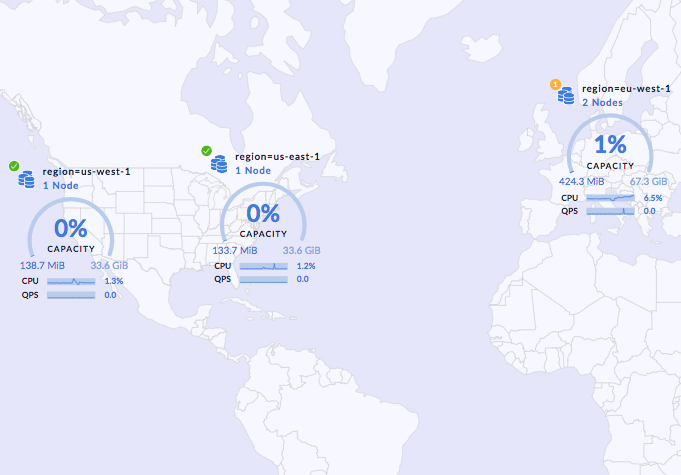 region=us-west-1
1 Node
0%
CAPACITY
138.7 MiB 33.6 GiB
CPU 1.3%
QPS 0.0
region=us-east-1
1 Node
0%
CAPACITY
133.7 MiB 33.6 GiB
CPU 1.2%
QPS 0.0
1
region=eu-west-1
2 Nodes
1%
CAPACITY
424.3 MiB 67.3 GiB
CPU 6.5%
QPS 0.0